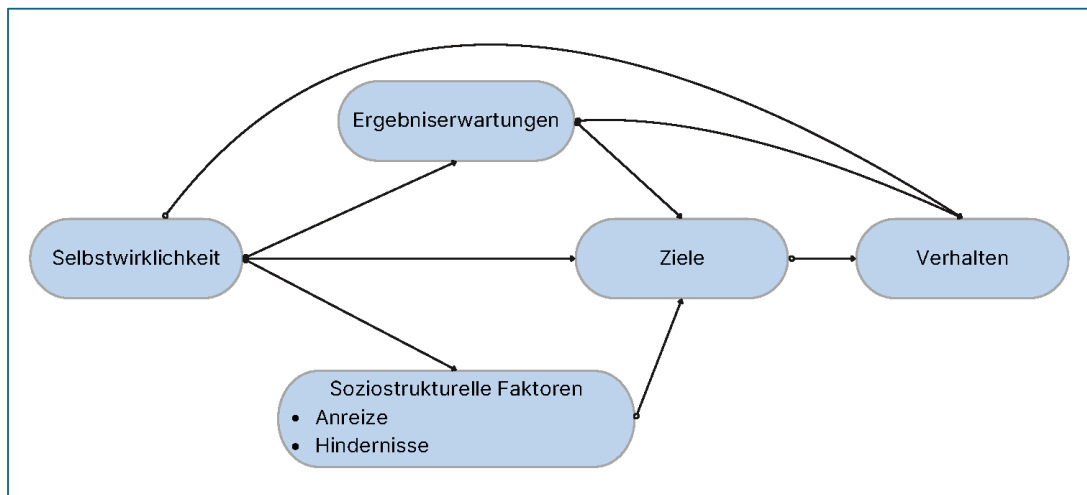 Ergebniserwartungen
Selbstwirklichkeit
Ziele
Verhalten
Soziostrukturelle Faktoren
• Anreize
• Hindernisse